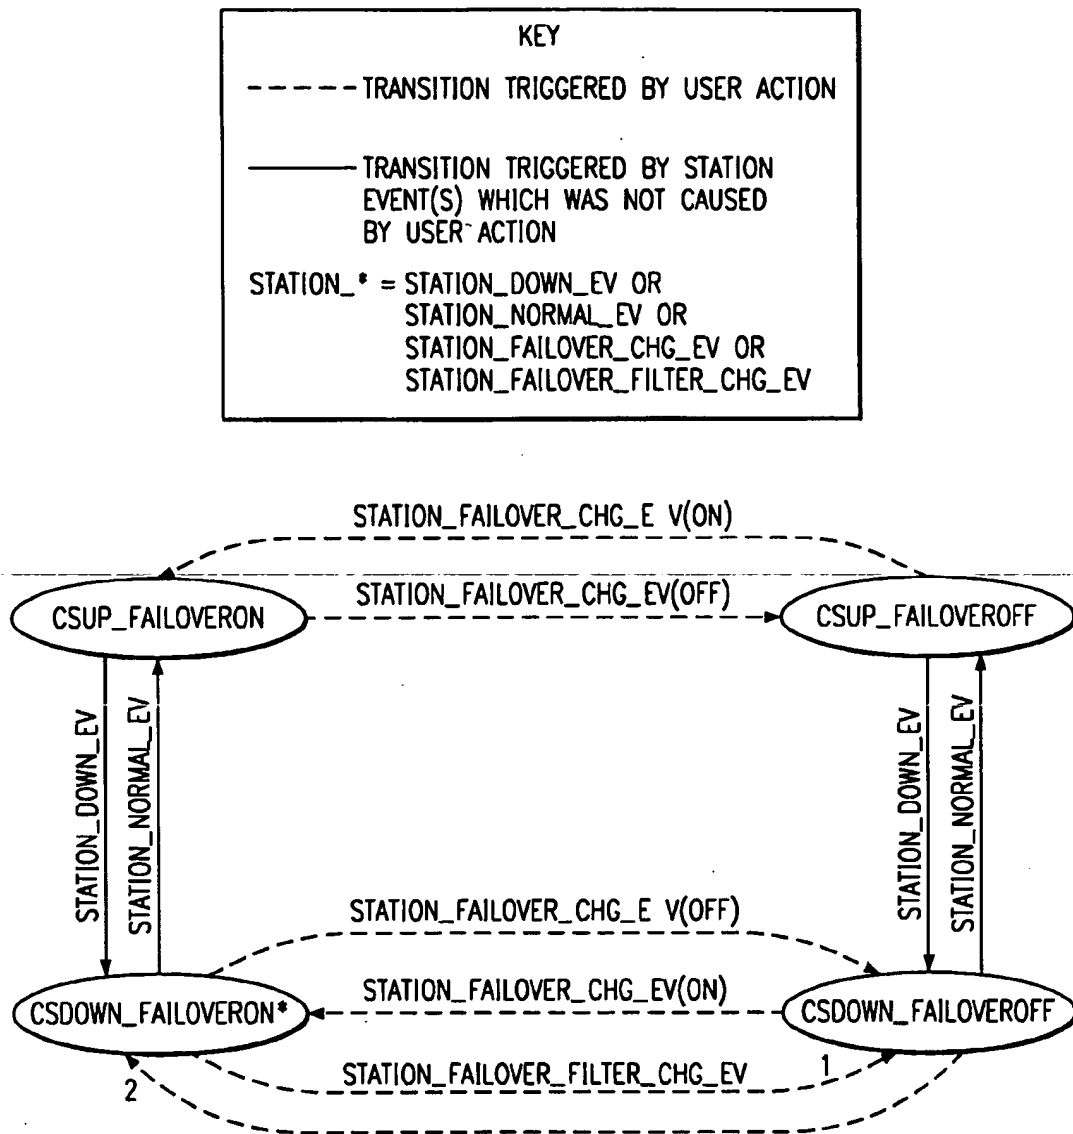 KEY
TRANSITION TRIGGERED BY USER ACTION
TRANSITION TRIGGERED BY STATION
EVENT(S) WHICH WAS NOT CAUSED
BY USER ACTION
STATION_* = STATION_DOWN_EV OR
STATION_NORMAL_EV OR
STATION_FAILOVER_CHG_EV OR
STATION_FAILOVER_FILTER_CHG_EV
STATION_FAILOVER_CHG_E V(ON)
CSUP_FAILOVERON
STATION_FAILOVER_CHG_EV(OFF)
CSUP_FAILOVEROFF
STATION_DOWN_EV
STATION_NORMAL_EV
STATION_DOWN_EV
STATION_NORMAL_EV
STATION_FAILOVER_CHG_E V(OFF)
CSDOWN_FAILOVERON*
STATION_FAILOVER_CHG_EV(ON)
CSDOWN_FAILOVEROFF
2
STATION_FAILOVER_FILTER_CHG_EV
1